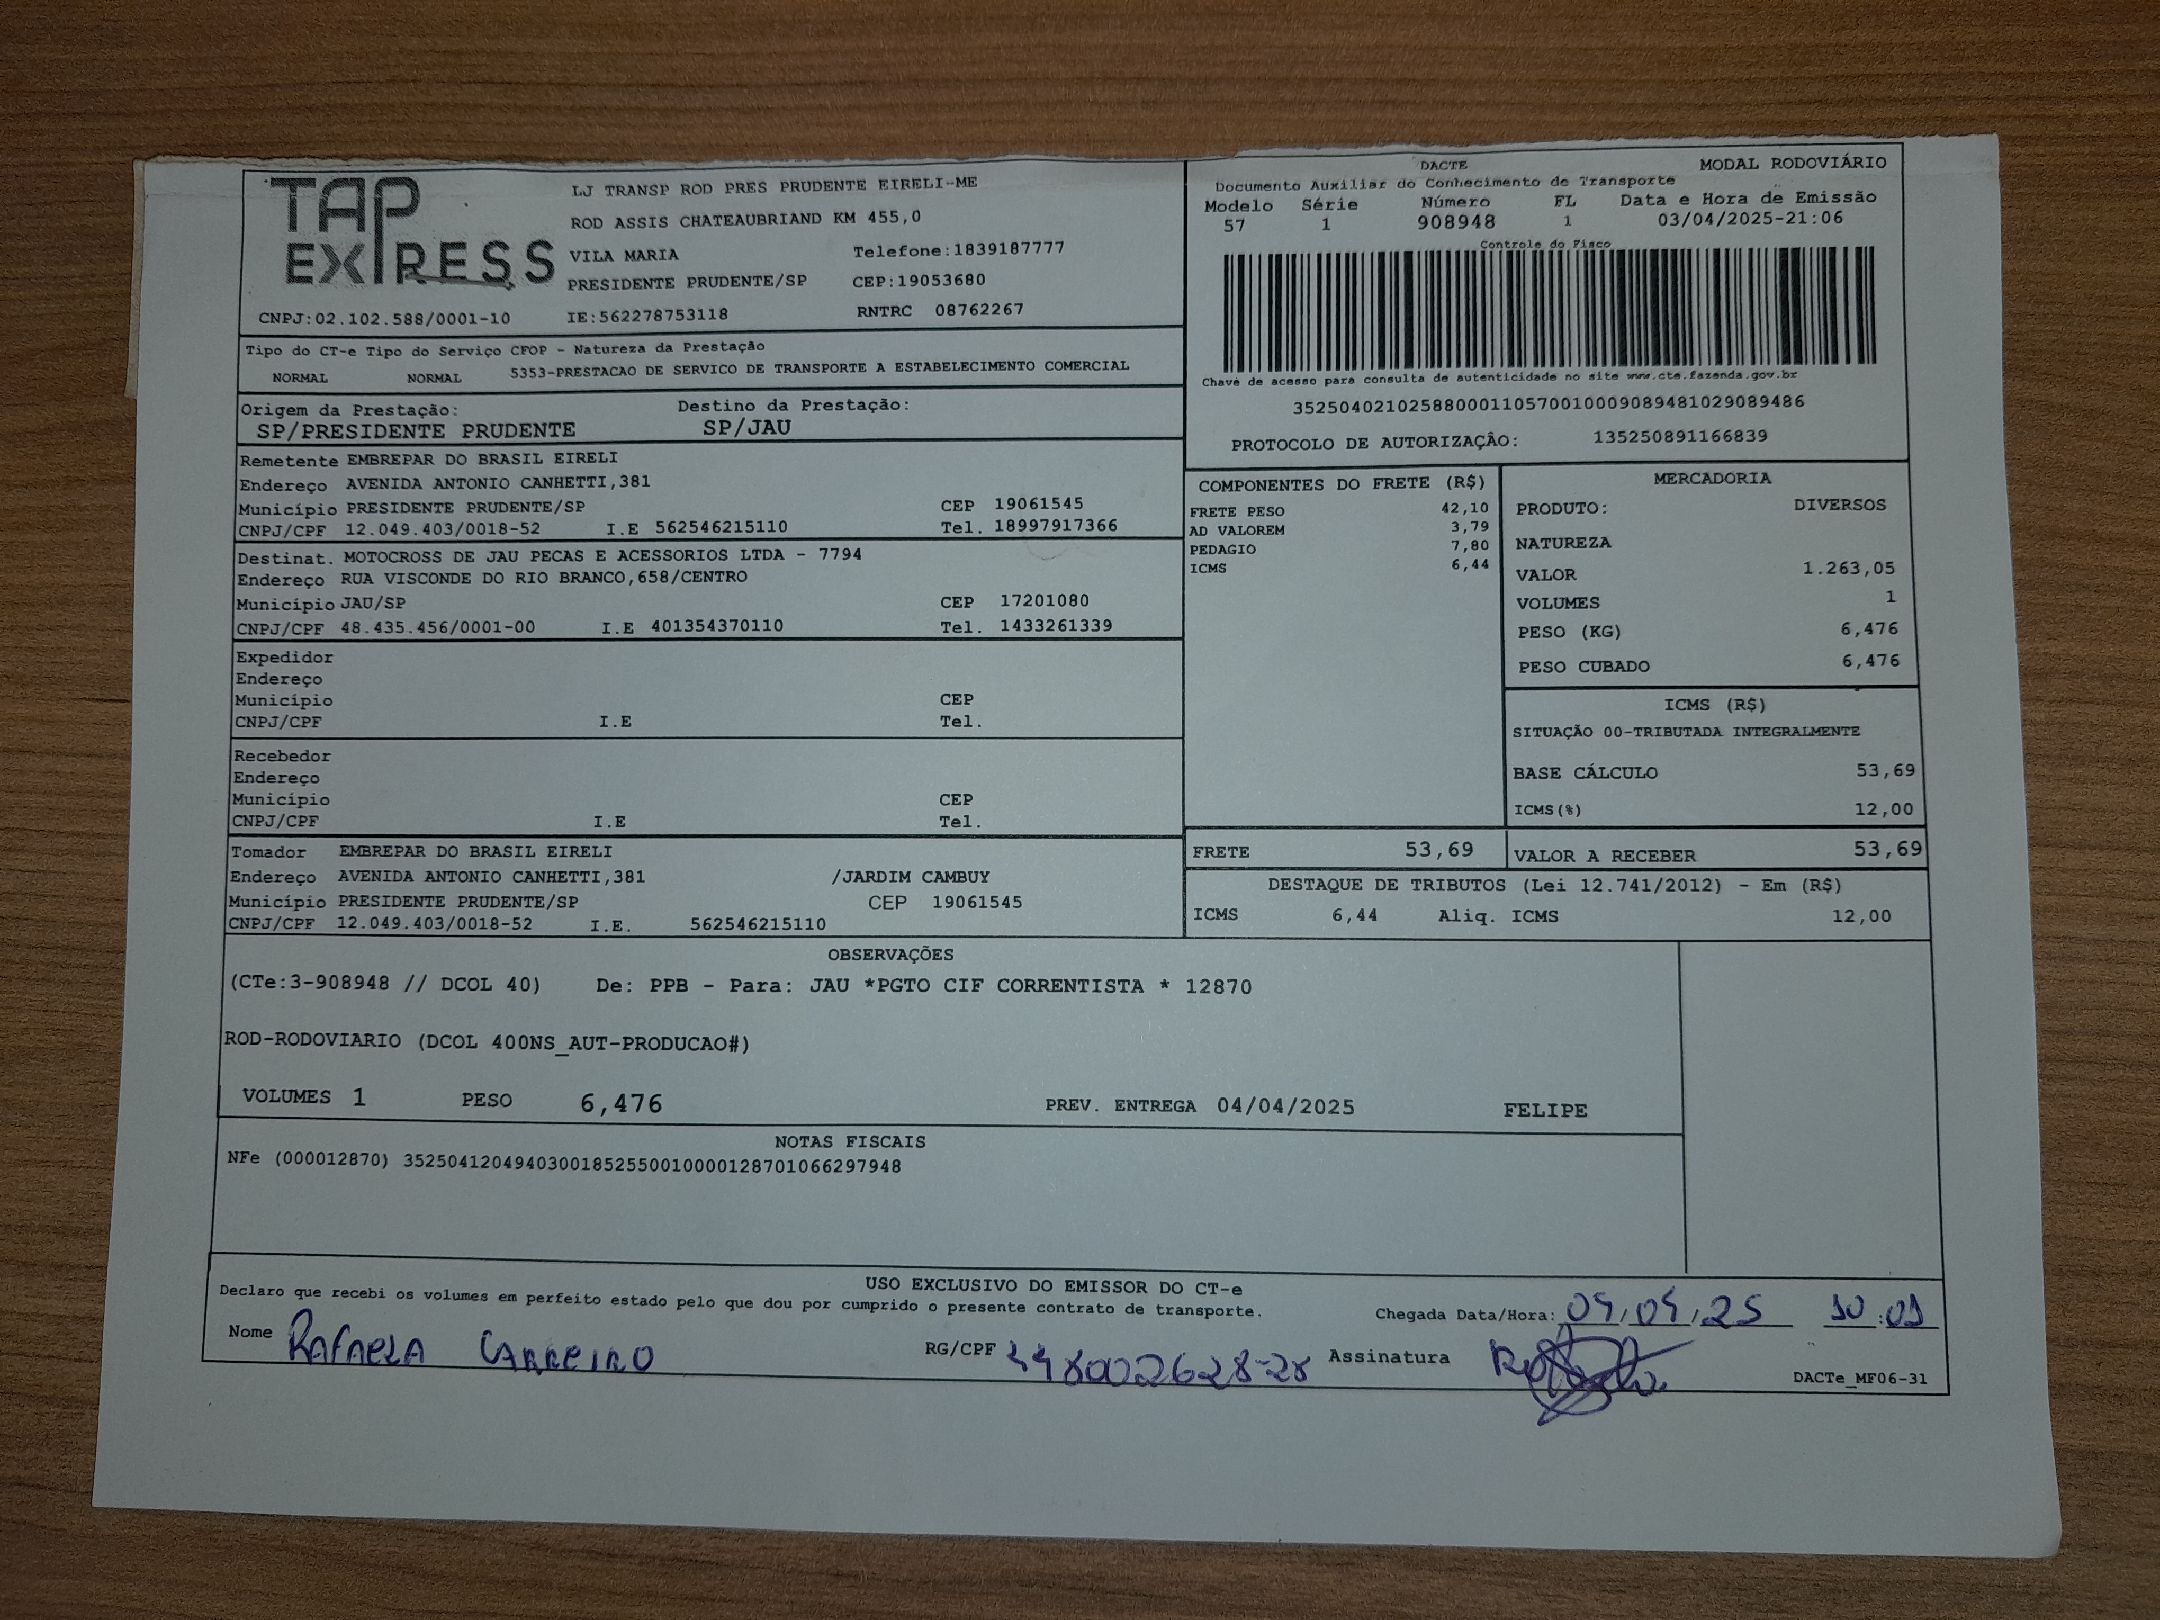 TAP EXPRESS
LJ TRANSP ROD PRES PRUDENTE EIRELI-ME
ROD ASSIS CHATEAUBRIAND KM 455,0
VILA MARIA Telefone:1839187777
PRESIDENTE PRUDENTE/SP CEP:19053680
CNPJ:02.102.588/0001-10 IE:562278753118 RNTRC 08762267
DACTE MODAL RODOVIÁRIO
Documento Auxiliar do Conhecimento de Transporte
Modelo Série Número FL Data e Hora de Emissão
57 1 908948 1 03/04/2025-21:06
Controle do Fisco
Chave de acesso para consulta de autenticidade no site www.cte.fazenda.gov.br
35250402102588000110570010009089481029089486
PROTOCOLO DE AUTORIZAÇÃO: 135250891166839
Tipo do CT-e Tipo do Serviço CFOP - Natureza da Prestação
NORMAL NORMAL 5353-PRESTACAO DE SERVICO DE TRANSPORTE A ESTABELECIMENTO COMERCIAL
Origem da Prestação: Destino da Prestação:
SP/PRESIDENTE PRUDENTE SP/JAU
Remetente EMBREPAR DO BRASIL EIRELI
Endereço AVENIDA ANTONIO CANHETTI,381
Município PRESIDENTE PRUDENTE/SP CEP 19061545
CNPJ/CPF 12.049.403/0018-52 I.E 562546215110 Tel. 18997917366
Destinat. MOTOCROSS DE JAU PECAS E ACESSORIOS LTDA - 7794
Endereço RUA VISCONDE DO RIO BRANCO,658/CENTRO
Município JAU/SP CEP 17201080
CNPJ/CPF 48.435.456/0001-00 I.E 401354370110 Tel. 1433261339
Expedidor
Endereço
Município CEP
CNPJ/CPF I.E Tel.
Recebedor
Endereço
Município CEP
CNPJ/CPF I.E Tel.
Tomador EMBREPAR DO BRASIL EIRELI
Endereço AVENIDA ANTONIO CANHETTI,381 /JARDIM CAMBUY
Município PRESIDENTE PRUDENTE/SP CEP 19061545
CNPJ/CPF 12.049.403/0018-52 I.E. 562546215110
COMPONENTES DO FRETE (R$)
FRETE PESO 42,10
AD VALOREM 3,79
PEDAGIO 7,80
ICMS 6,44
MERCADORIA
PRODUTO: DIVERSOS
NATUREZA
VALOR 1.263,05
VOLUMES 1
PESO (KG) 6,476
PESO CUBADO 6,476
ICMS (R$)
SITUAÇÃO 00-TRIBUTADA INTEGRALMENTE
BASE CÁLCULO 53,69
ICMS(%) 12,00
FRETE 53,69 VALOR A RECEBER 53,69
DESTAQUE DE TRIBUTOS (Lei 12.741/2012) - Em (R$)
ICMS 6,44 Aliq. ICMS 12,00
OBSERVAÇÕES
(CTe:3-908948 // DCOL 40) De: PPB - Para: JAU *PGTO CIF CORRENTISTA * 12870
ROD-RODOVIARIO (DCOL 400NS_AUT-PRODUCAO#)
VOLUMES 1 PESO 6,476 PREV. ENTREGA 04/04/2025 FELIPE
NOTAS FISCAIS
NFe (000012870) 35250412049403001852550010000128701066297948
USO EXCLUSIVO DO EMISSOR DO CT-e
Declaro que recebi os volumes em perfeito estado pelo que dou por cumprido o presente contrato de transporte.
Chegada Data/Hora: 04/04/25 10:01
Nome RAFAELA CARREIRO RG/CPF Assinatura
DACTe_MF06-31